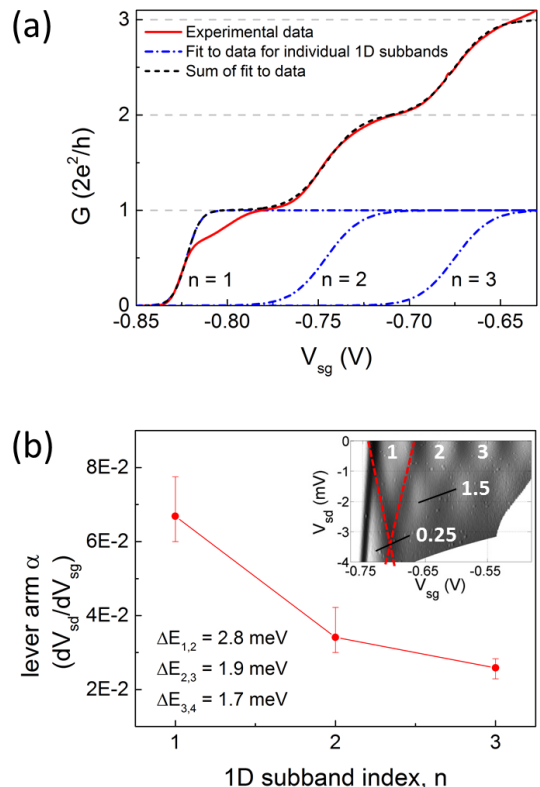 (a)
3
2
1
0
G (2e²/h)
Experimental data
Fit to data for individual 1D subbands
Sum of fit to data
n = 1
n = 2
n = 3
-0.85
-0.80
-0.75
-0.70
-0.65
V_sg (V)
(b)
8E-2
6E-2
4E-2
2E-2
lever arm α
(dV_sd/dV_sg)
ΔE_1,2 = 2.8 meV
ΔE_2,3 = 1.9 meV
ΔE_3,4 = 1.7 meV
0
-1
-2
-3
-4
V_sd (mV)
1 2 3
1.5
0.25
-0.75
-0.65
-0.55
V_sg (V)
1
2
3
1D subband index, n